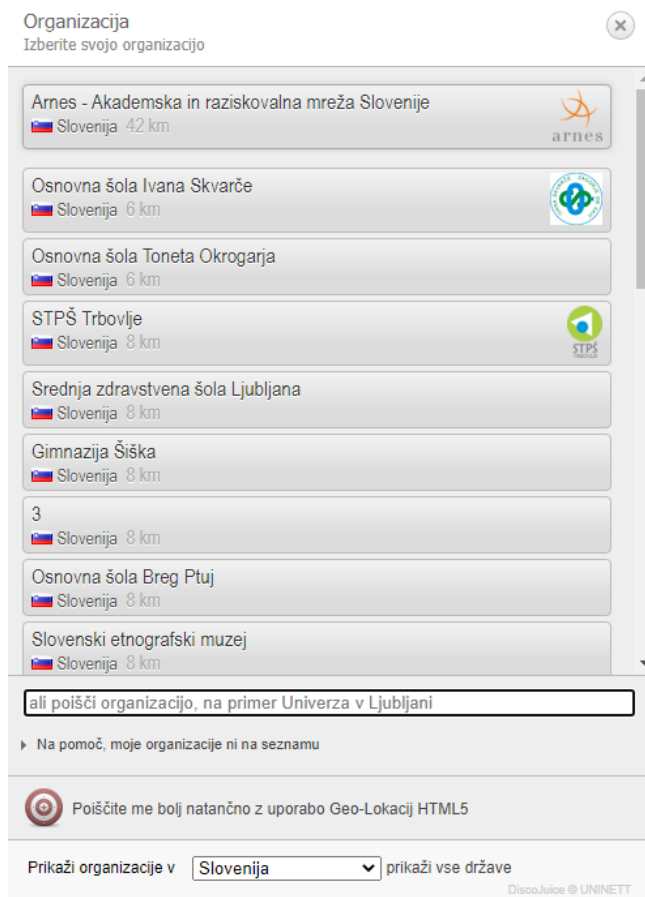 Organizacija
Izberite svojo organizacijo
Arnes - Akademska in raziskovalna mreža Slovenije
Slovenija 42 km
arnes
Osnovna šola Ivana Skvarče
Slovenija 6 km
Osnovna šola Toneta Okrogarja
Slovenija 6 km
STPŠ Trbovlje
Slovenija 8 km
STPŠ
Srednja zdravstvena šola Ljubljana
Slovenija 8 km
Gimnazija Šiška
Slovenija 8 km
3
Slovenija 8 km
Osnovna šola Breg Ptuj
Slovenija 8 km
Slovenski etnografski muzej
Slovenija 8 km
ali poišči organizacijo, na primer Univerza v Ljubljani
Na pomoč, moje organizacije ni na seznamu
Poiščite me bolj natančno z uporabo Geo-Lokacij HTML5
Prikaži organizacije v Slovenija prikaži vse države
DiscoJuice © UNINETT